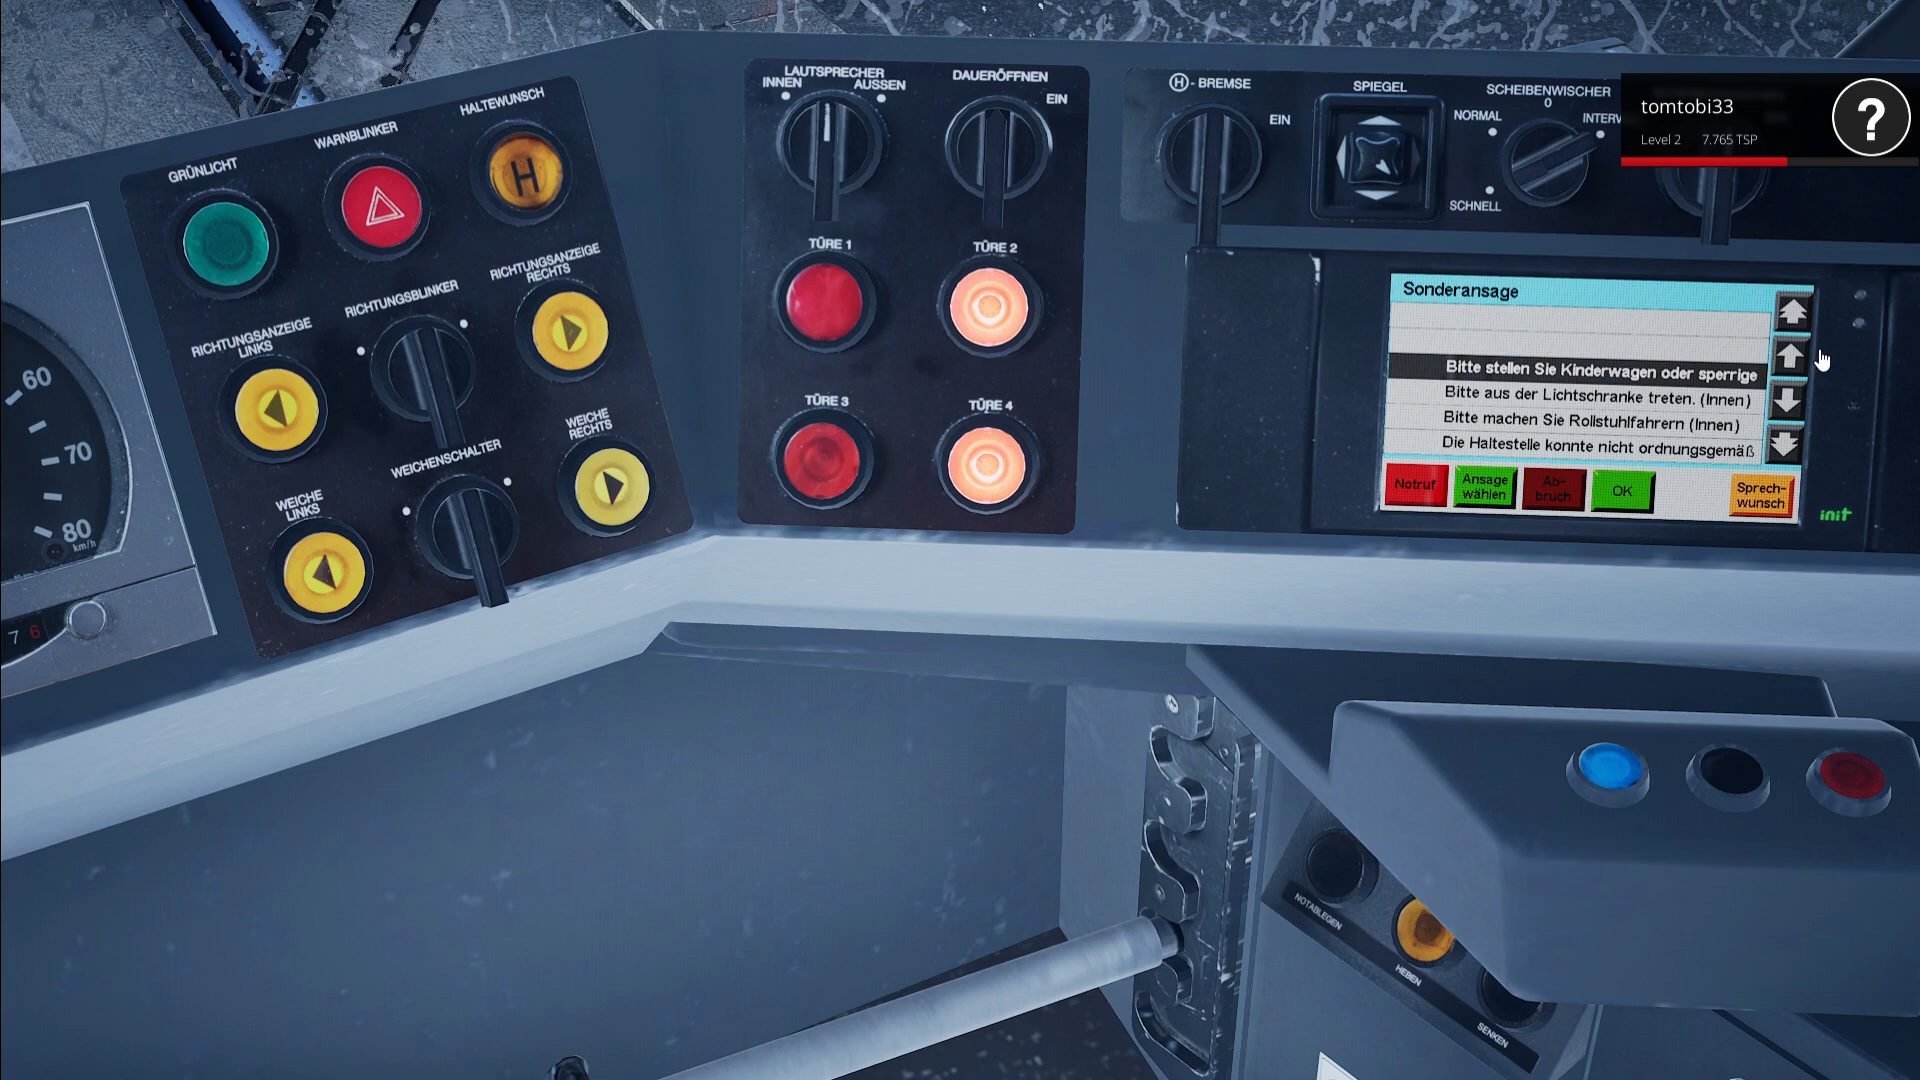 GRÜNLICHT
WARNBLINKER
HALTEWUNSCH
RICHTUNGSANZEIGE
LINKS
RICHTUNGSBLINKER
RICHTUNGSANZEIGE
RECHTS
WEICHE
LINKS
WEICHENSCHALTER
WEICHE
RECHTS
H
60
70
80
km/h
7 6
LAUTSPRECHER
INNEN
AUSSEN
DAUERÖFFNEN
EIN
TÜRE 1
TÜRE 2
TÜRE 3
TÜRE 4
H - BREMSE
EIN
SPIEGEL
SCHEIBENWISCHER
0
NORMAL
INTERV
SCHNELL
tomtobi33
Level 2 7.765 TSP
?
Sonderansage
Bitte stellen Sie Kinderwagen oder sperrige
Bitte aus der Lichtschranke treten. (Innen)
Bitte machen Sie Rollstuhlfahrern (Innen)
Die Haltestelle konnte nicht ordnungsgemäß
Notruf
Ansage
wählen
Ab-
bruch
OK
Sprech-
wunsch
init
NOTABLEGEN
HEBEN
SENKEN